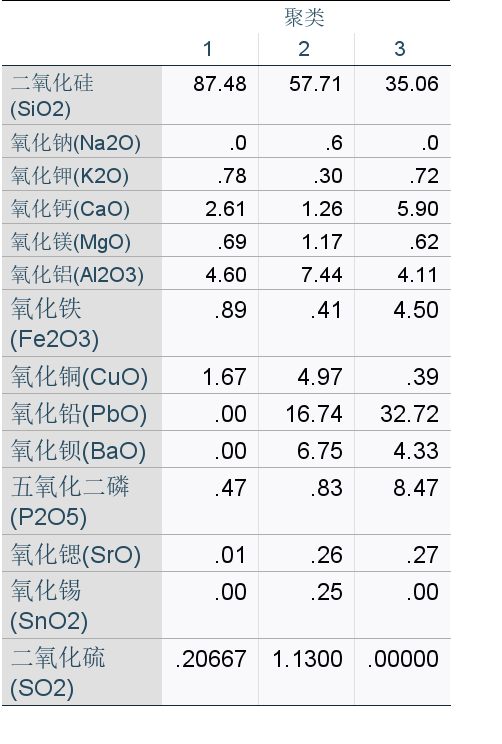 聚类
1 2 3
二氧化硅 87.48 57.71 35.06
(SiO2)
氧化钠(Na2O) .0 .6 .0
氧化钾(K2O) .78 .30 .72
氧化钙(CaO) 2.61 1.26 5.90
氧化镁(MgO) .69 1.17 .62
氧化铝(Al2O3) 4.60 7.44 4.11
氧化铁 .89 .41 4.50
(Fe2O3)
氧化铜(CuO) 1.67 4.97 .39
氧化铅(PbO) .00 16.74 32.72
氧化钡(BaO) .00 6.75 4.33
五氧化二磷 .47 .83 8.47
(P2O5)
氧化锶(SrO) .01 .26 .27
氧化锡 .00 .25 .00
(SnO2)
二氧化硫 .20667 1.1300 .00000
(SO2)